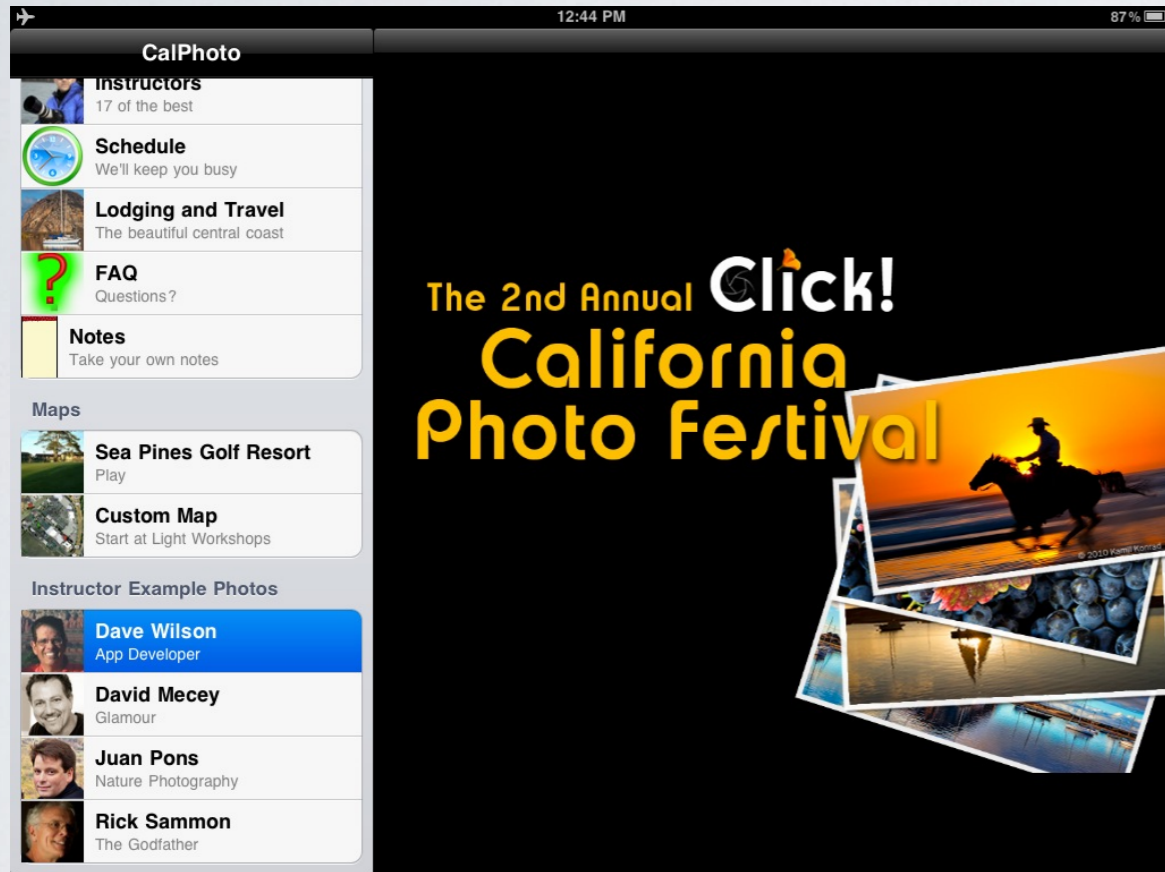 12:44 PM
87%
CalPhoto
Instructors
17 of the best
Schedule
We'll keep you busy
Lodging and Travel
The beautiful central coast
FAQ
Questions?
Notes
Take your own notes
Maps
Sea Pines Golf Resort
Play
Custom Map
Start at Light Workshops
Instructor Example Photos
Dave Wilson
App Developer
David Mecey
Glamour
Juan Pons
Nature Photography
Rick Sammon
The Godfather
The 2nd Annual Click!
California
Photo Festival
© 2010 Kamil Konrad